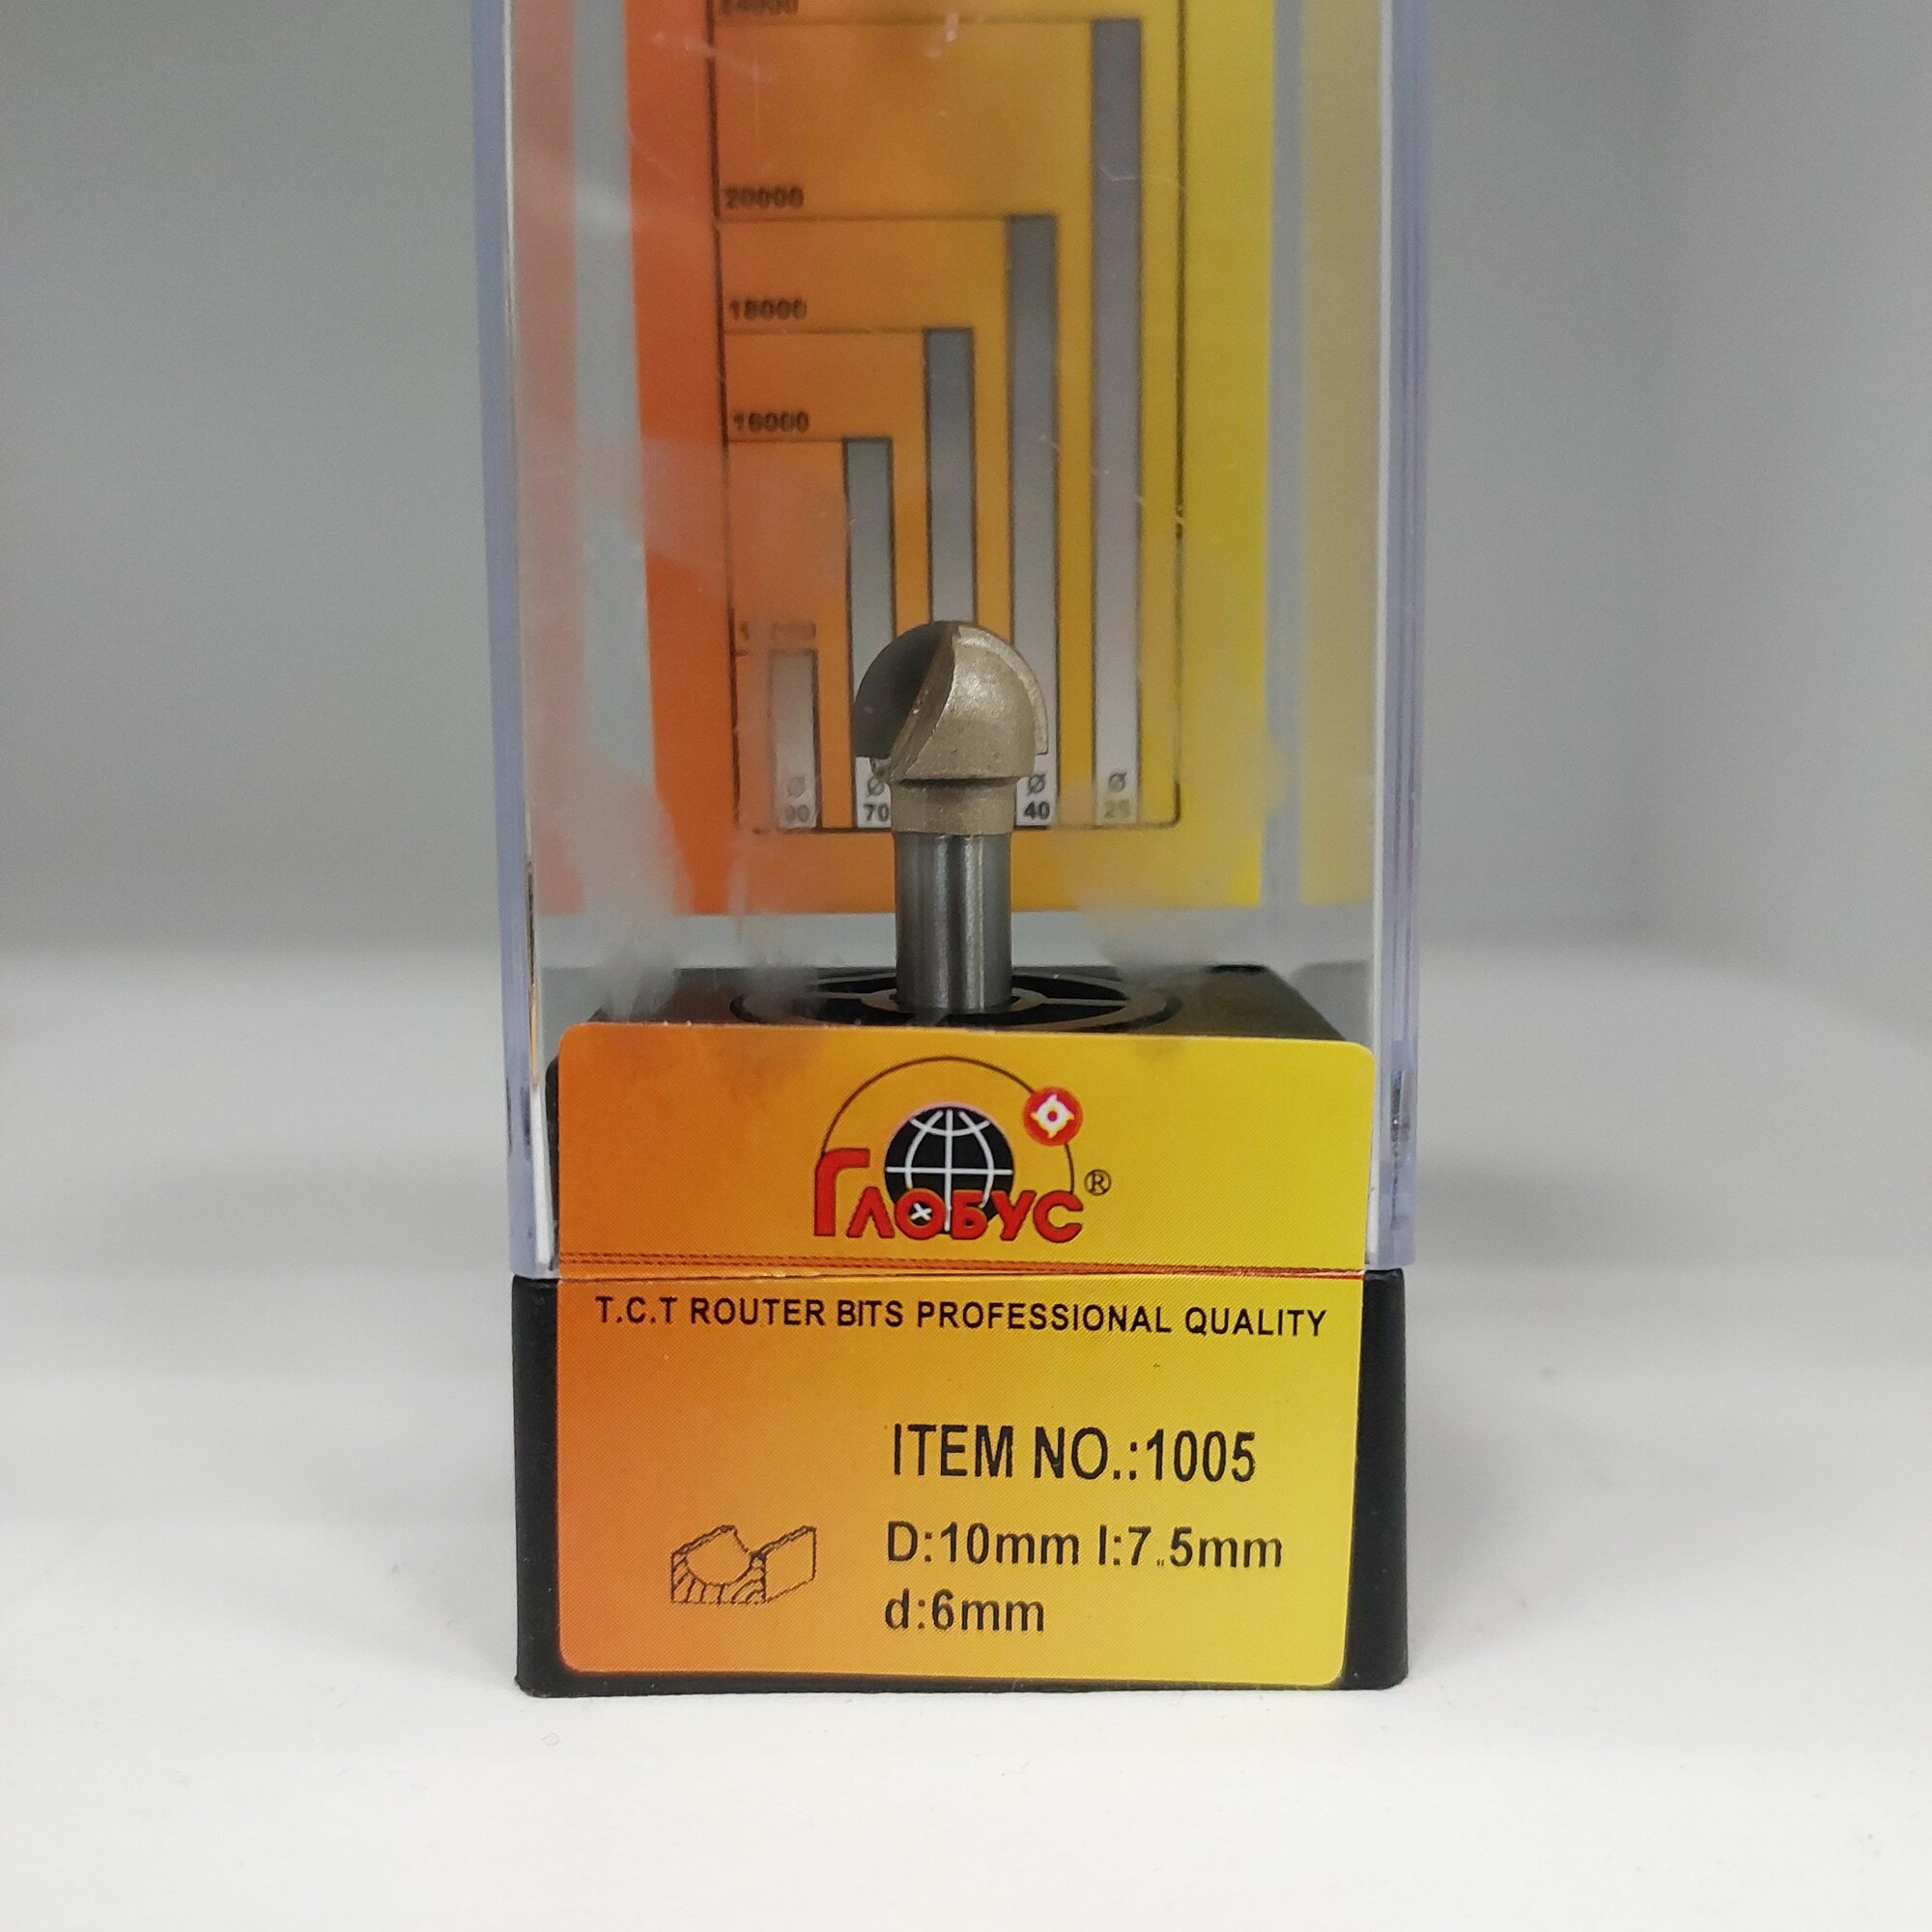 24000
20000
18000
16000
Ø Ø Ø Ø
90 70 40 25
ГЛОБУС®
T.C.T ROUTER BITS PROFESSIONAL QUALITY
ITEM NO.:1005
D:10mm l:7.5mm
d:6mm